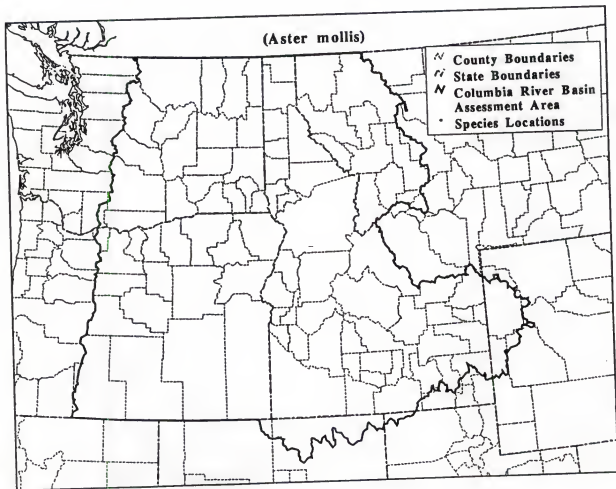 (Aster mollis)
County Boundaries
State Boundaries
Columbia River Basin
Assessment Area
Species Locations